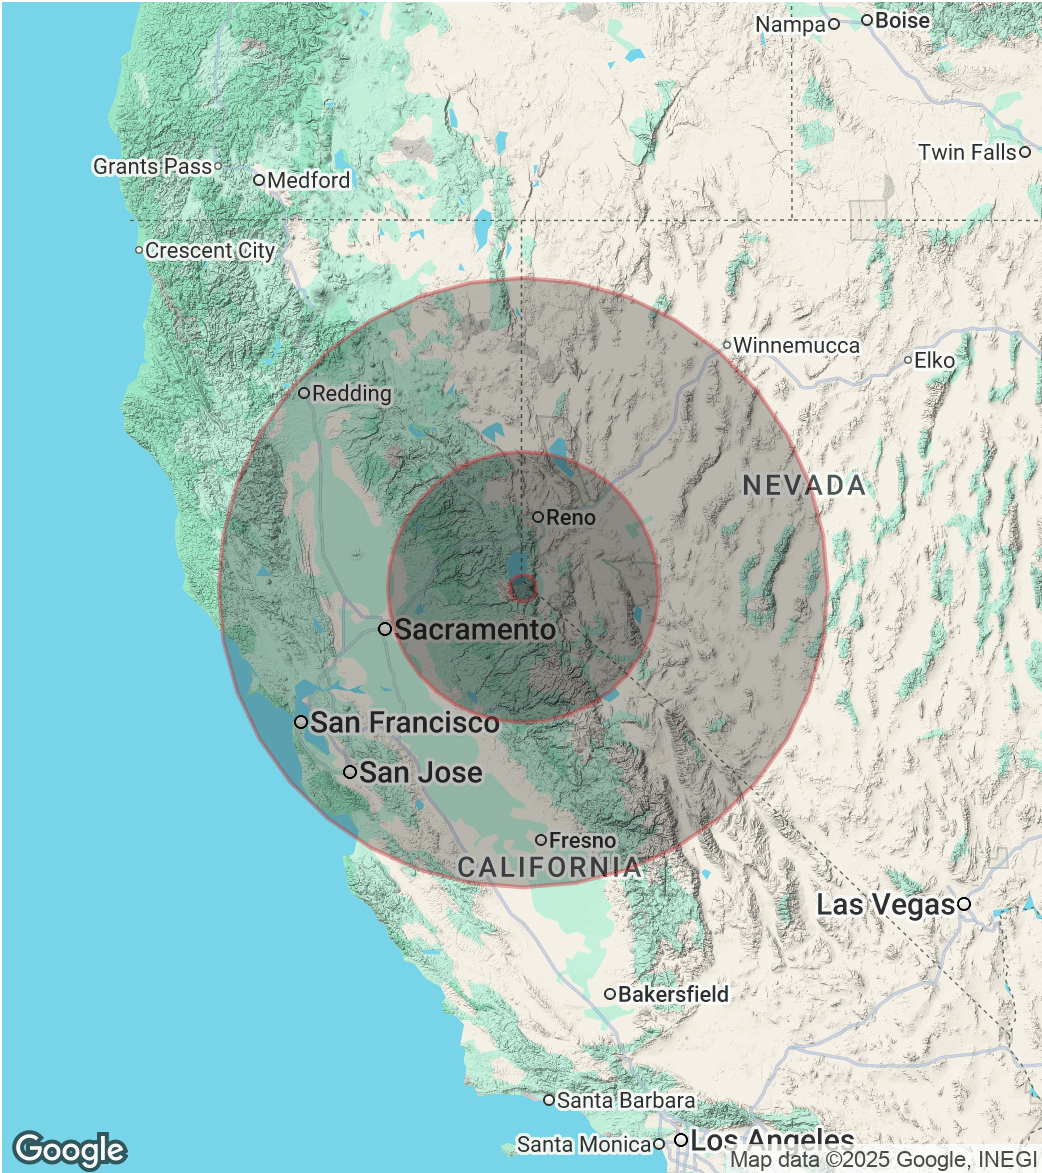 Nampa
Boise
Twin Falls
Grants Pass
Medford
Crescent City
Winnemucca
Elko
Redding
NEVADA
Reno
Sacramento
San Francisco
San Jose
Fresno
CALIFORNIA
Las Vegas
Bakersfield
Santa Barbara
Santa Monica
Los Angeles
Google
Map data ©2025 Google, INEGI